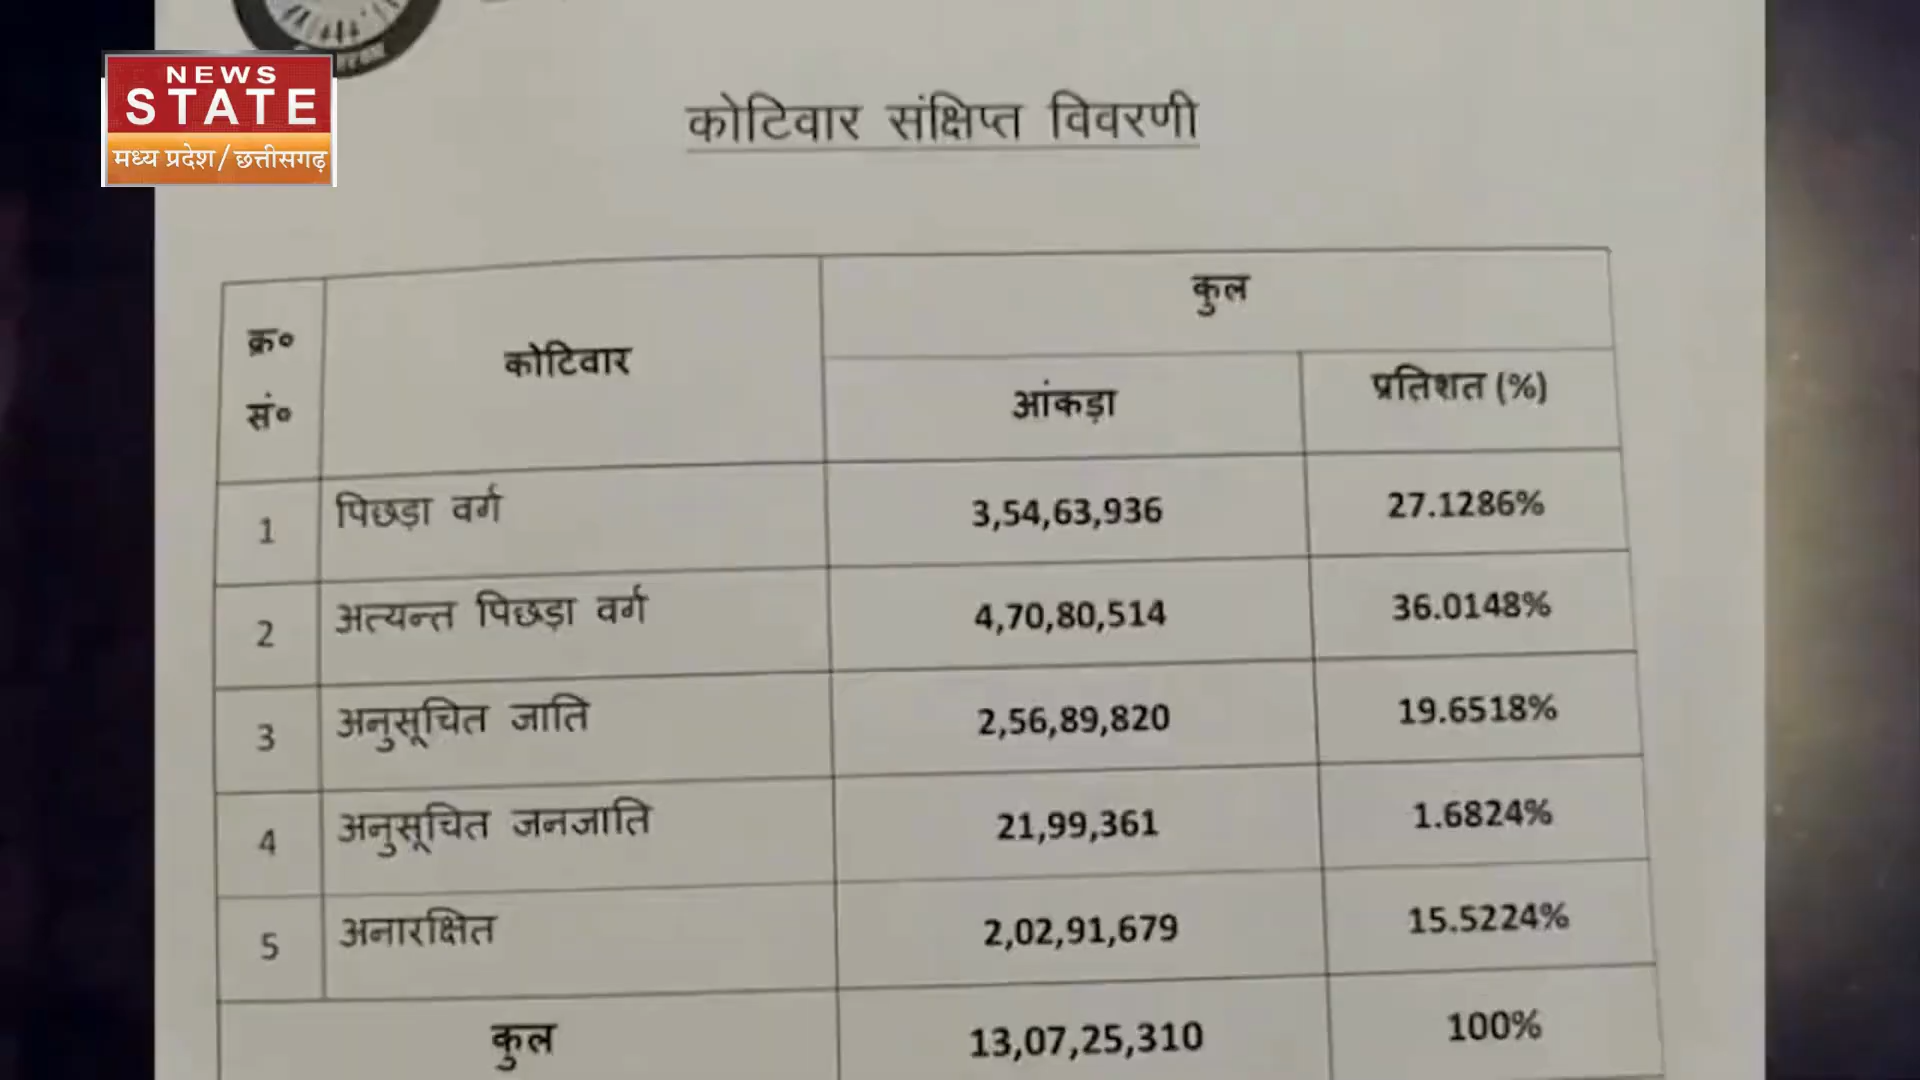 NEWS
STATE
मध्य प्रदेश/छत्तीसगढ़
कोटिवार संक्षिप्त विवरणी
क्र० सं०
कोटिवार
कुल
आंकड़ा
प्रतिशत (%)
1 पिछड़ा वर्ग 3,54,63,936 27.1286%
2 अत्यन्त पिछड़ा वर्ग 4,70,80,514 36.0148%
3 अनुसूचित जाति 2,56,89,820 19.6518%
4 अनुसूचित जनजाति 21,99,361 1.6824%
5 अनारक्षित 2,02,91,679 15.5224%
कुल 13,07,25,310 100%